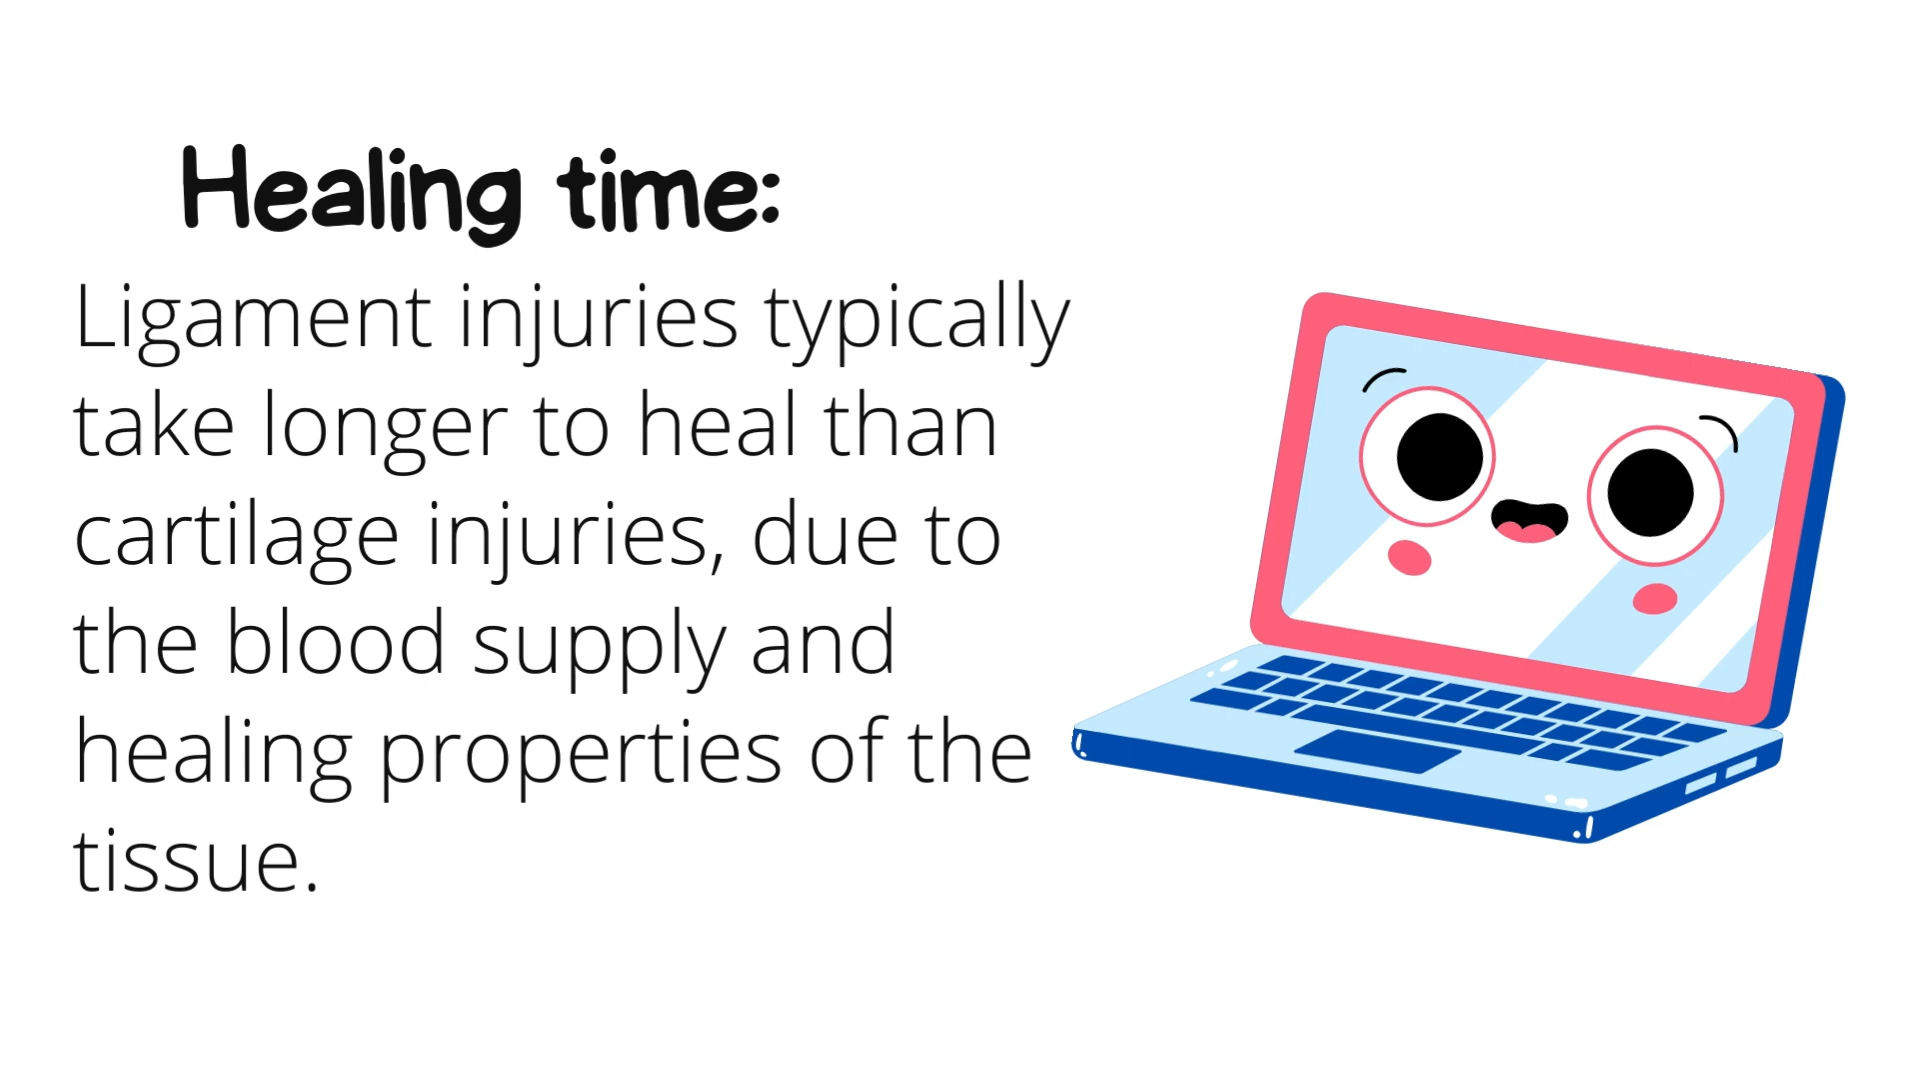 Healing time:
Ligament injuries typically
take longer to heal than
cartilage injuries, due to
the blood supply and
healing properties of the
tissue.